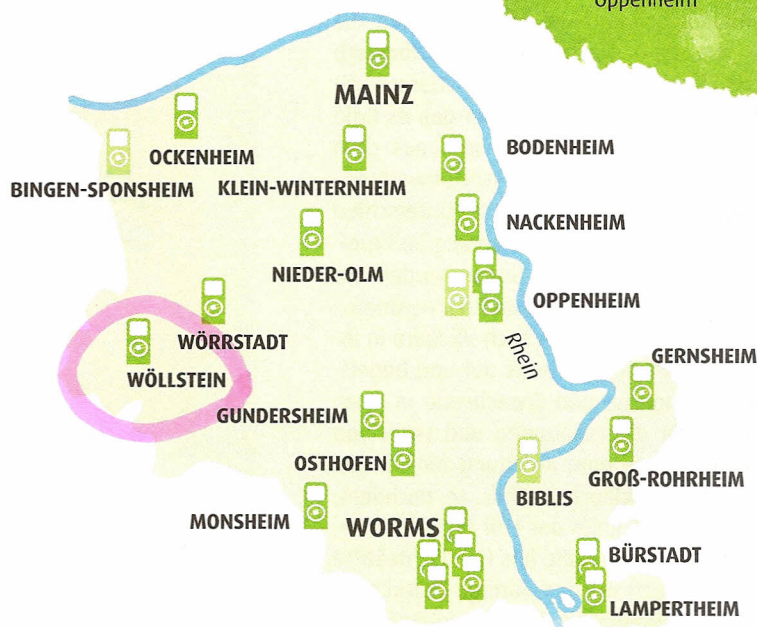 Oppenheim
MAINZ
OCKENHEIM
BODENHEIM
BINGEN-SPONSHEIM
KLEIN-WINTERNHEIM
NACKENHEIM
NIEDER-OLM
OPPENHEIM
WÖRRSTADT
Rhein
GERNSHEIM
WÖLLSTEIN
GUNDERSHEIM
OSTHOFEN
GROß-ROHRHEIM
BIBLIS
MONSHEIM
WORMS
BÜRSTADT
LAMPERTHEIM